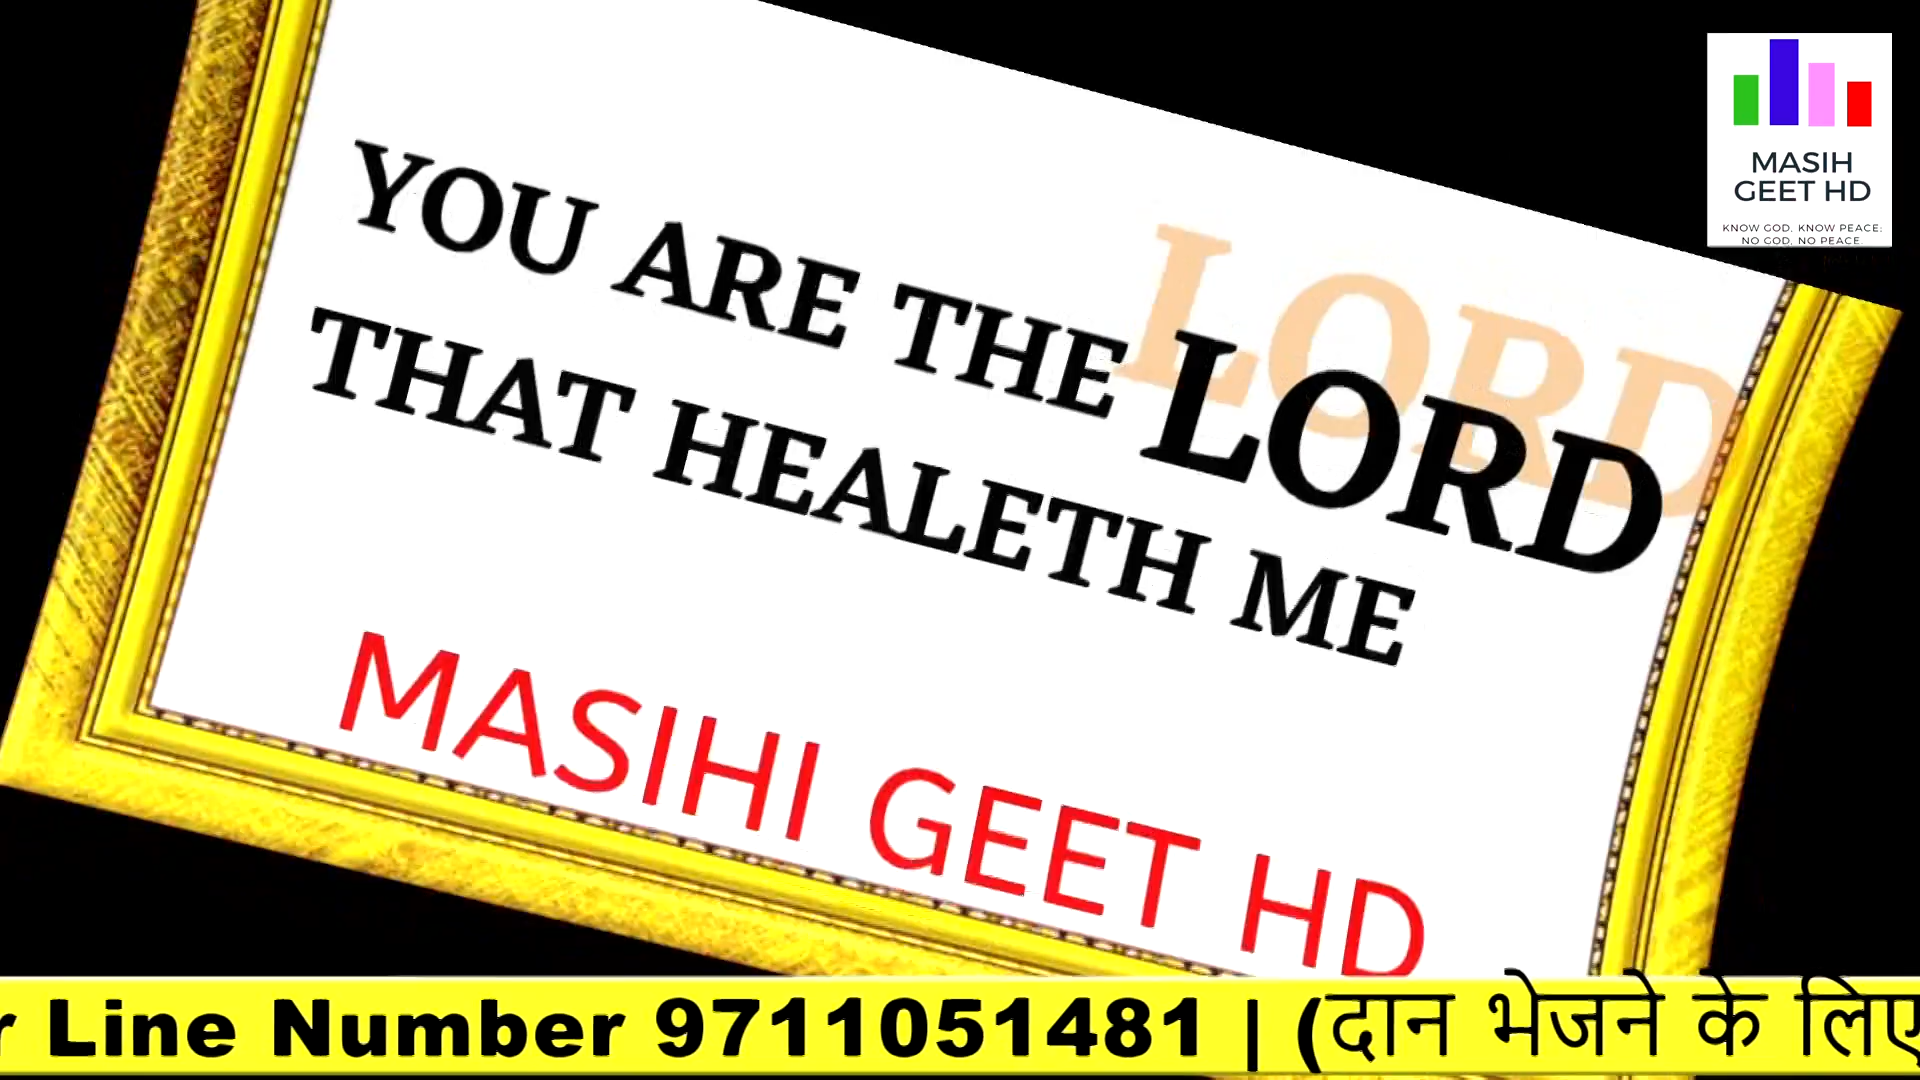 MASIH
GEET HD
KNOW GOD, KNOW PEACE;
NO GOD, NO PEACE.
LORD
YOU ARE THE LORD
THAT HEALETH ME
MASIHI GEET HD
r Line Number 9711051481 | (दान भेजने के लिए